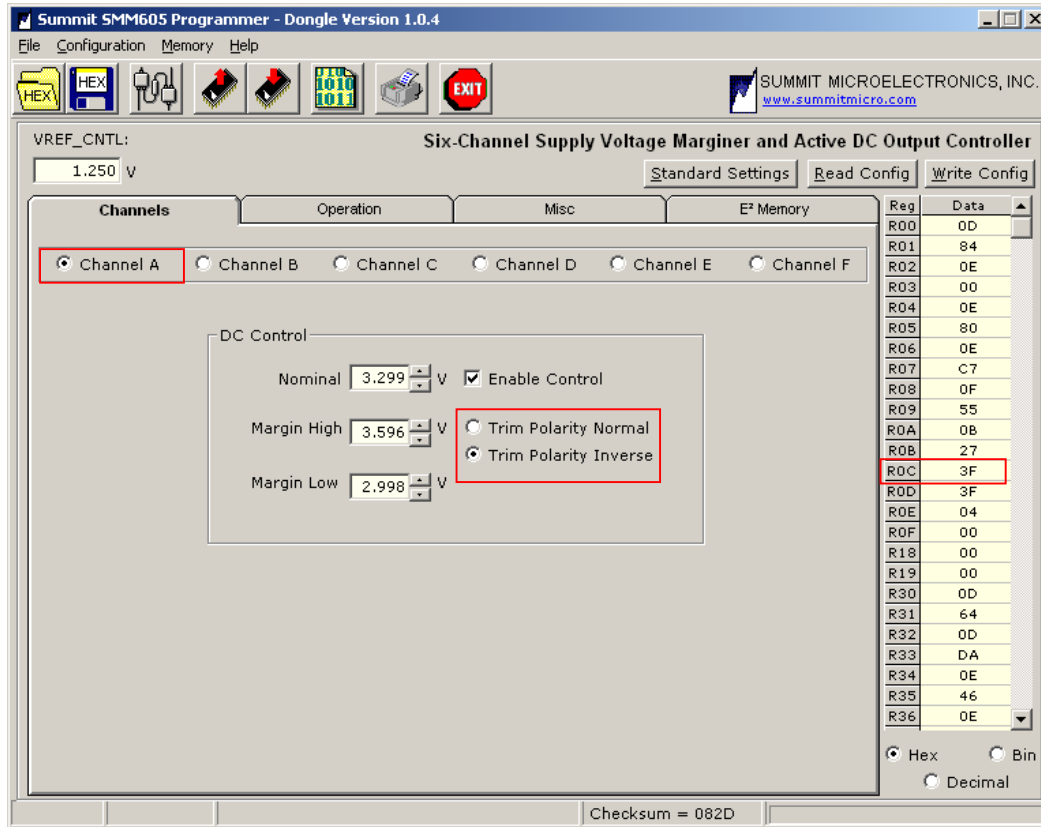 Summit SMM605 Programmer - Dongle Version 1.0.4
File Configuration Memory Help
HEX
HEX
1010
1011
EXIT
SUMMIT MICROELECTRONICS, INC.
www.summitmicro.com
VREF_CNTL:
1.250 V
Six-Channel Supply Voltage Marginer and Active DC Output Controller
Standard Settings Read Config Write Config
Channels Operation Misc E² Memory
Channel A Channel B Channel C Channel D Channel E Channel F
DC Control
Nominal 3.299 V Enable Control
Margin High 3.596 V Trim Polarity Normal
Trim Polarity Inverse
Margin Low 2.998 V
Reg Data
R00 0D
R01 84
R02 0E
R03 00
R04 0E
R05 80
R06 0E
R07 C7
R08 0F
R09 55
R0A 0B
R0B 27
R0C 3F
R0D 3F
R0E 04
R0F 00
R18 00
R19 00
R30 0D
R31 64
R32 0D
R33 DA
R34 0E
R35 46
R36 0E
Hex Bin
Decimal
Checksum = 082D